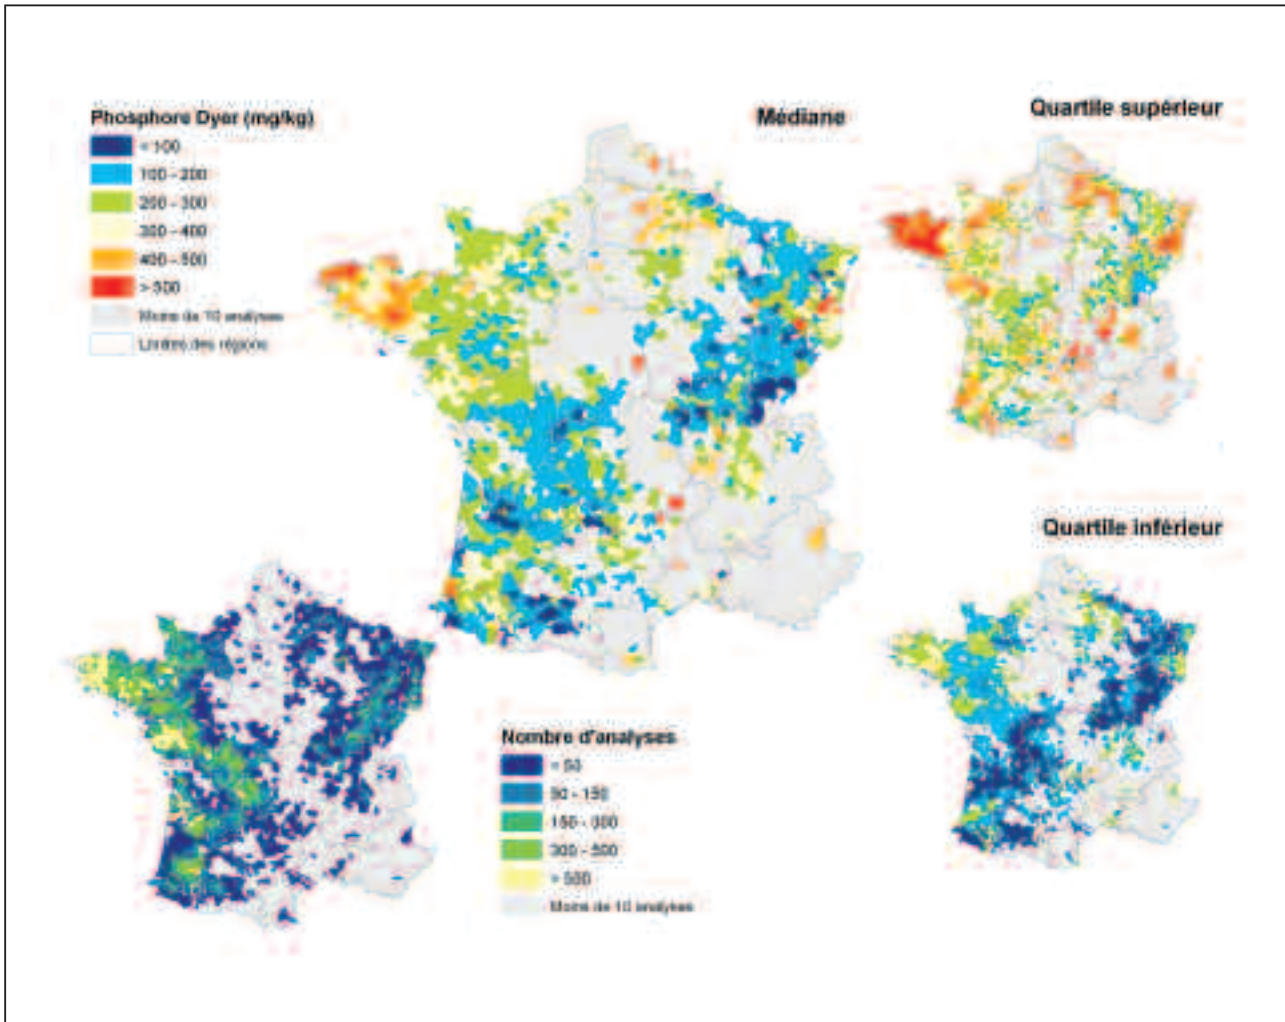 Phosphore Dyer (mg/kg)
< 100
100 - 200
200 - 300
300 - 400
400 - 500
> 500
Moins de 10 analyses
Limites des régions
Médiane
Quartile supérieur
Quartile inférieur
Nombre d'analyses
< 50
50 - 150
150 - 300
300 - 500
> 500
Moins de 10 analyses